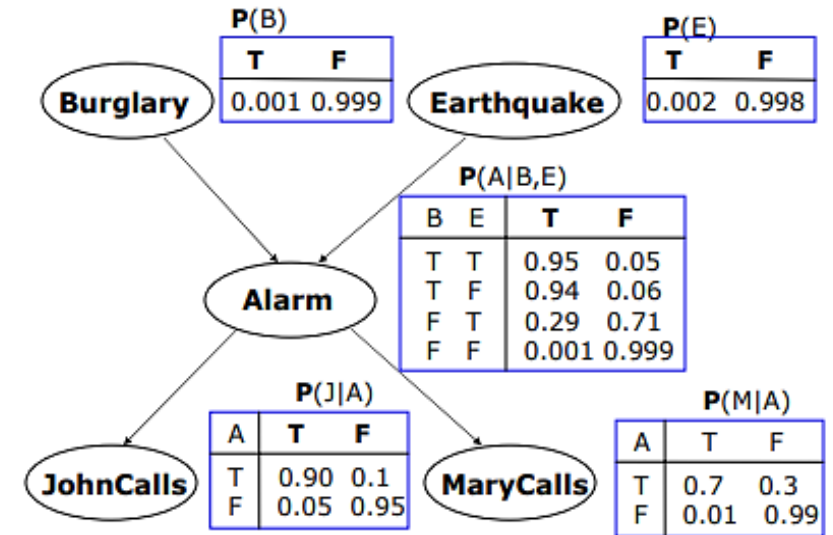 P(B)
T F
0.001 0.999
Burglary
P(E)
T F
0.002 0.998
Earthquake
P(A|B,E)
B E T F
T T 0.95 0.05
T F 0.94 0.06
F T 0.29 0.71
F F 0.001 0.999
Alarm
P(J|A)
A T F
T 0.90 0.1
F 0.05 0.95
JohnCalls
P(M|A)
A T F
T 0.7 0.3
F 0.01 0.99
MaryCalls